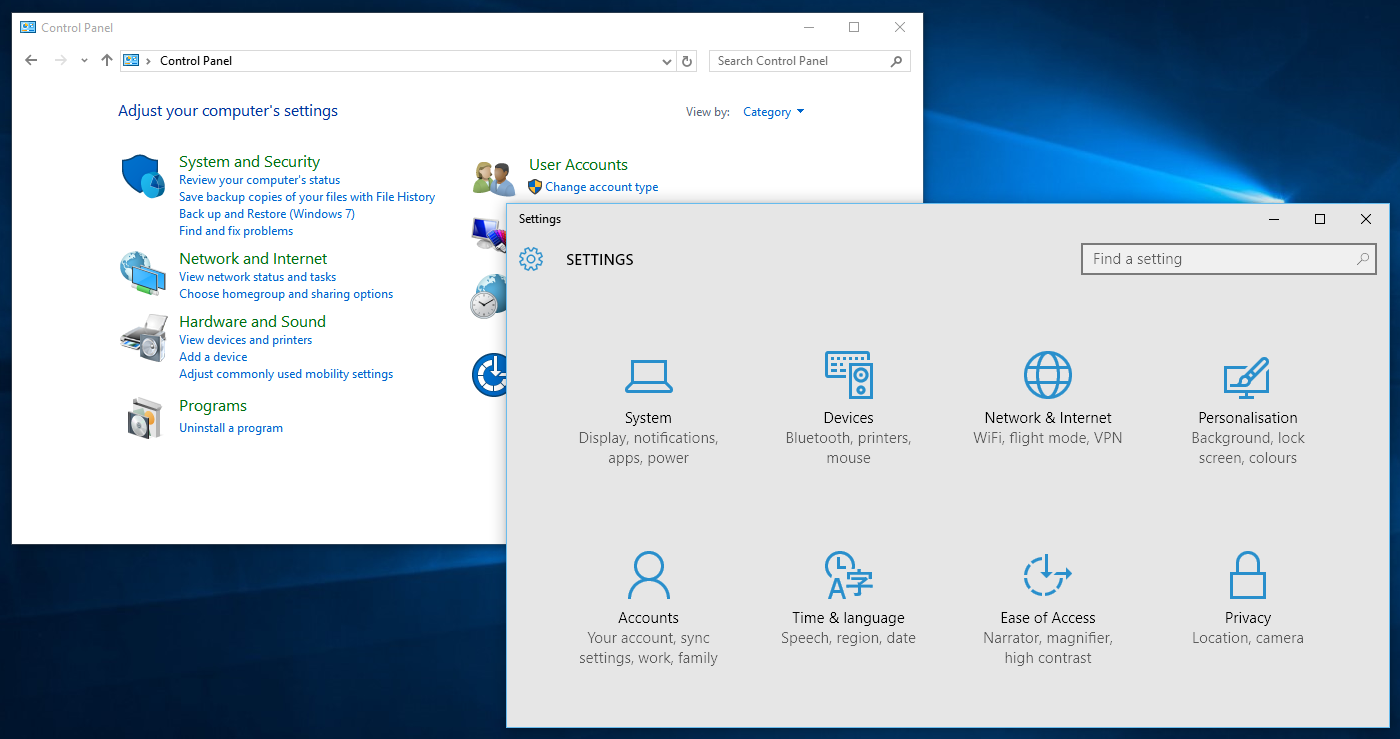 Control Panel
Control Panel
Search Control Panel
Adjust your computer's settings
View by: Category
System and Security
Review your computer's status
Save backup copies of your files with File History
Back up and Restore (Windows 7)
Find and fix problems
Network and Internet
View network status and tasks
Choose homegroup and sharing options
Hardware and Sound
View devices and printers
Add a device
Adjust commonly used mobility settings
Programs
Uninstall a program
User Accounts
Change account type
Settings
SETTINGS
Find a setting
System
Display, notifications,
apps, power
Devices
Bluetooth, printers,
mouse
Network & Internet
WiFi, flight mode, VPN
Personalisation
Background, lock
screen, colours
Accounts
Your account, sync
settings, work, family
Time & language
Speech, region, date
Ease of Access
Narrator, magnifier,
high contrast
Privacy
Location, camera